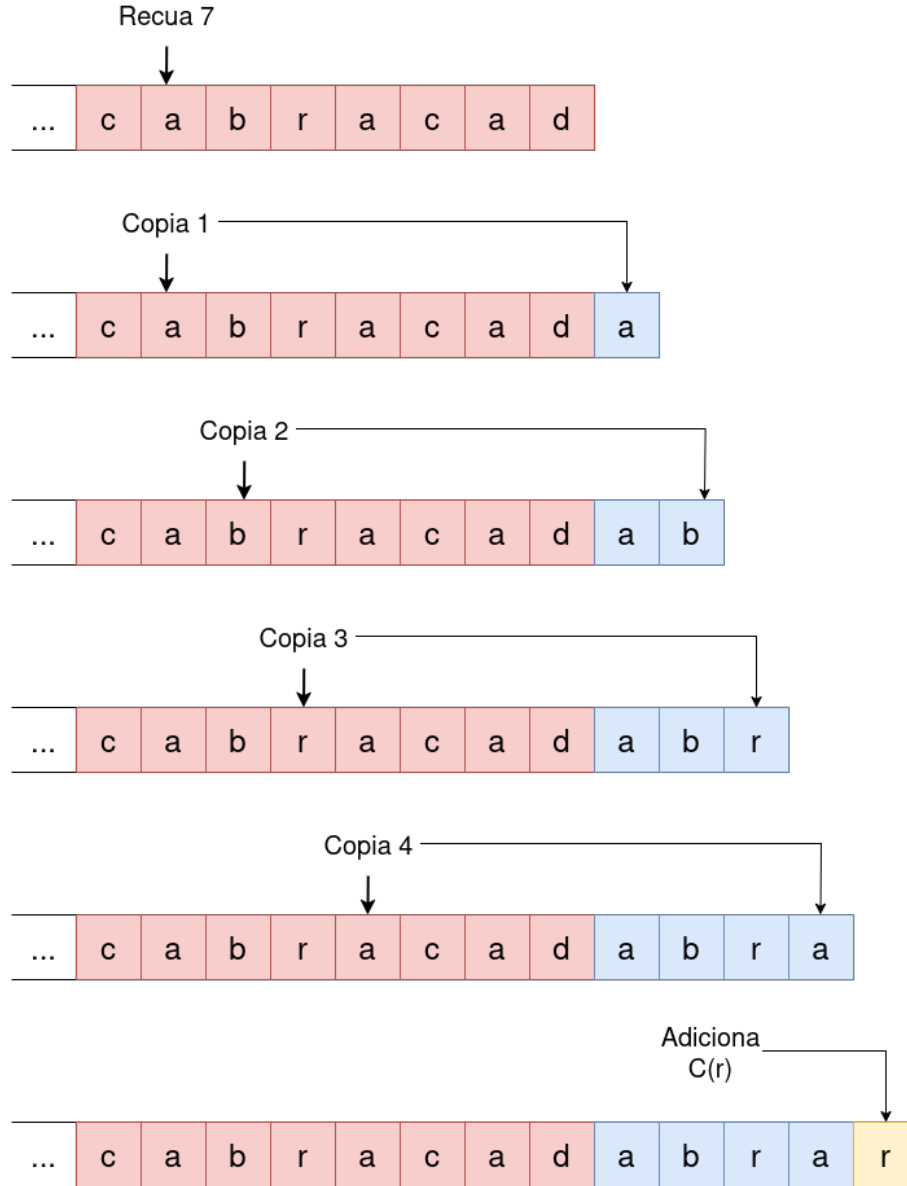 Recua 7
... c a b r a c a d
Copia 1
... c a b r a c a d a
Copia 2
... c a b r a c a d a b
Copia 3
... c a b r a c a d a b r
Copia 4
... c a b r a c a d a b r a
Adiciona
C(r)
... c a b r a c a d a b r a r